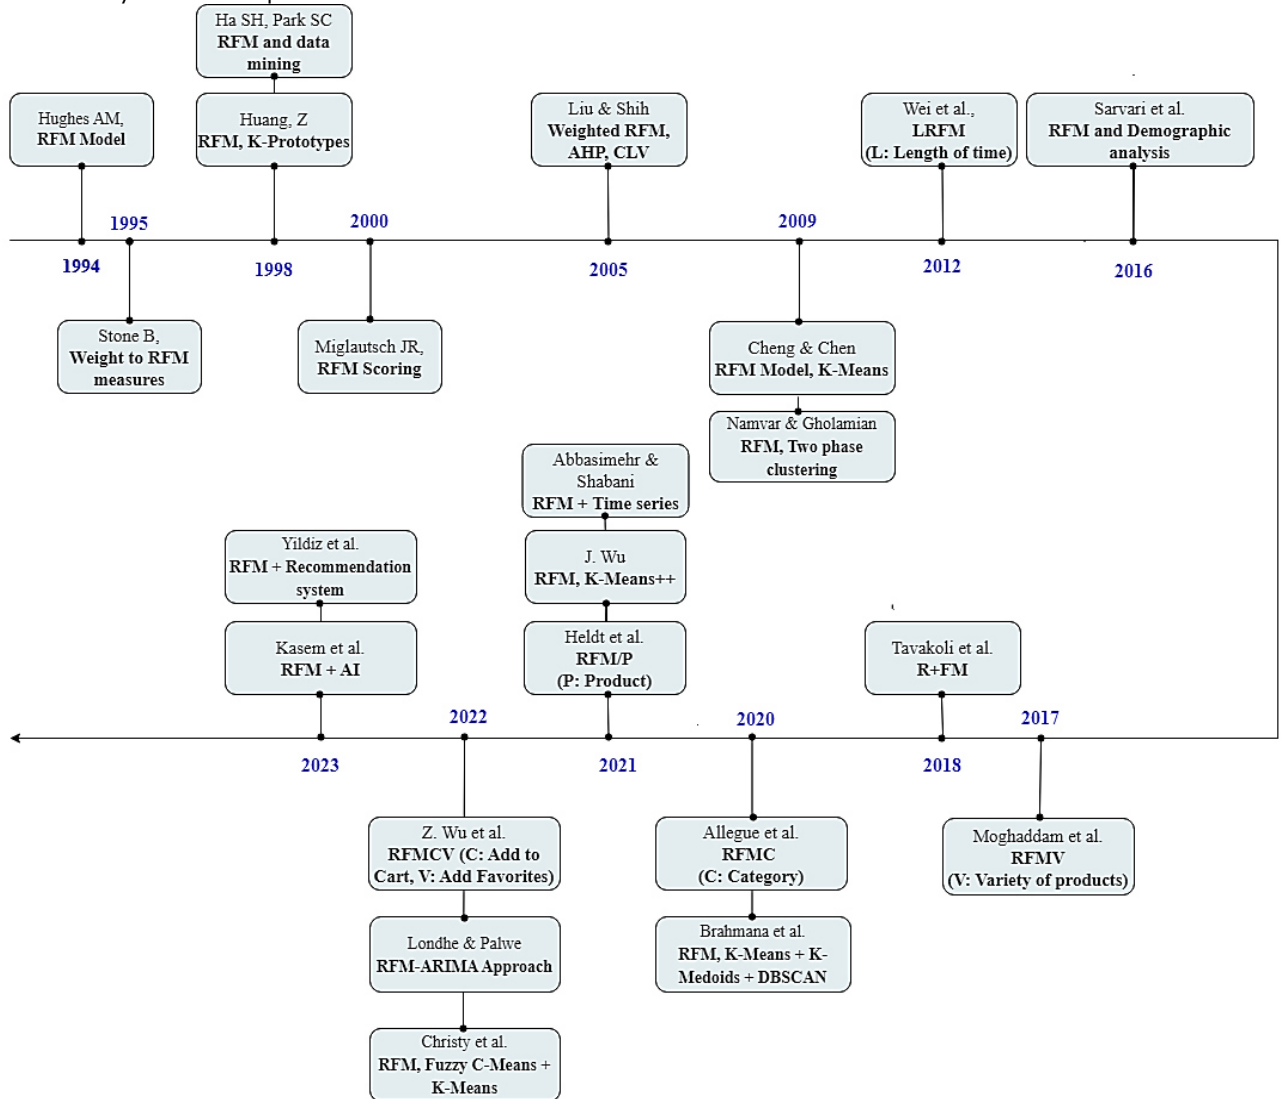 Ha SH, Park SC
RFM and data
mining
Hughes AM,
RFM Model
Huang, Z
RFM, K-Prototypes
Liu & Shih
Weighted RFM,
AHP, CLV
Wei et al.,
LRFM
(L: Length of time)
Sarvari et al.
RFM and Demographic
analysis
1995
2000
2009
1994
1998
2005
2012
2016
Stone B,
Weight to RFM
measures
Miglautsch JR,
RFM Scoring
Cheng & Chen
RFM Model, K-Means
Namvar & Gholamian
RFM, Two phase
clustering
Abbasimehr &
Shabani
RFM + Time series
Yildiz et al.
RFM + Recommendation
system
J. Wu
RFM, K-Means++
Kasem et al.
RFM + AI
Heldt et al.
RFM/P
(P: Product)
Tavakoli et al.
R+FM
2022
2020
2017
2023
2021
2018
Z. Wu et al.
RFMCV (C: Add to
Cart, V: Add Favorites)
Allegue et al.
RFMC
(C: Category)
Moghaddam et al.
RFMV
(V: Variety of products)
Londhe & Palwe
RFM-ARIMA Approach
Brahmana et al.
RFM, K-Means + K-
Medoids + DBSCAN
Christy et al.
RFM, Fuzzy C-Means +
K-Means